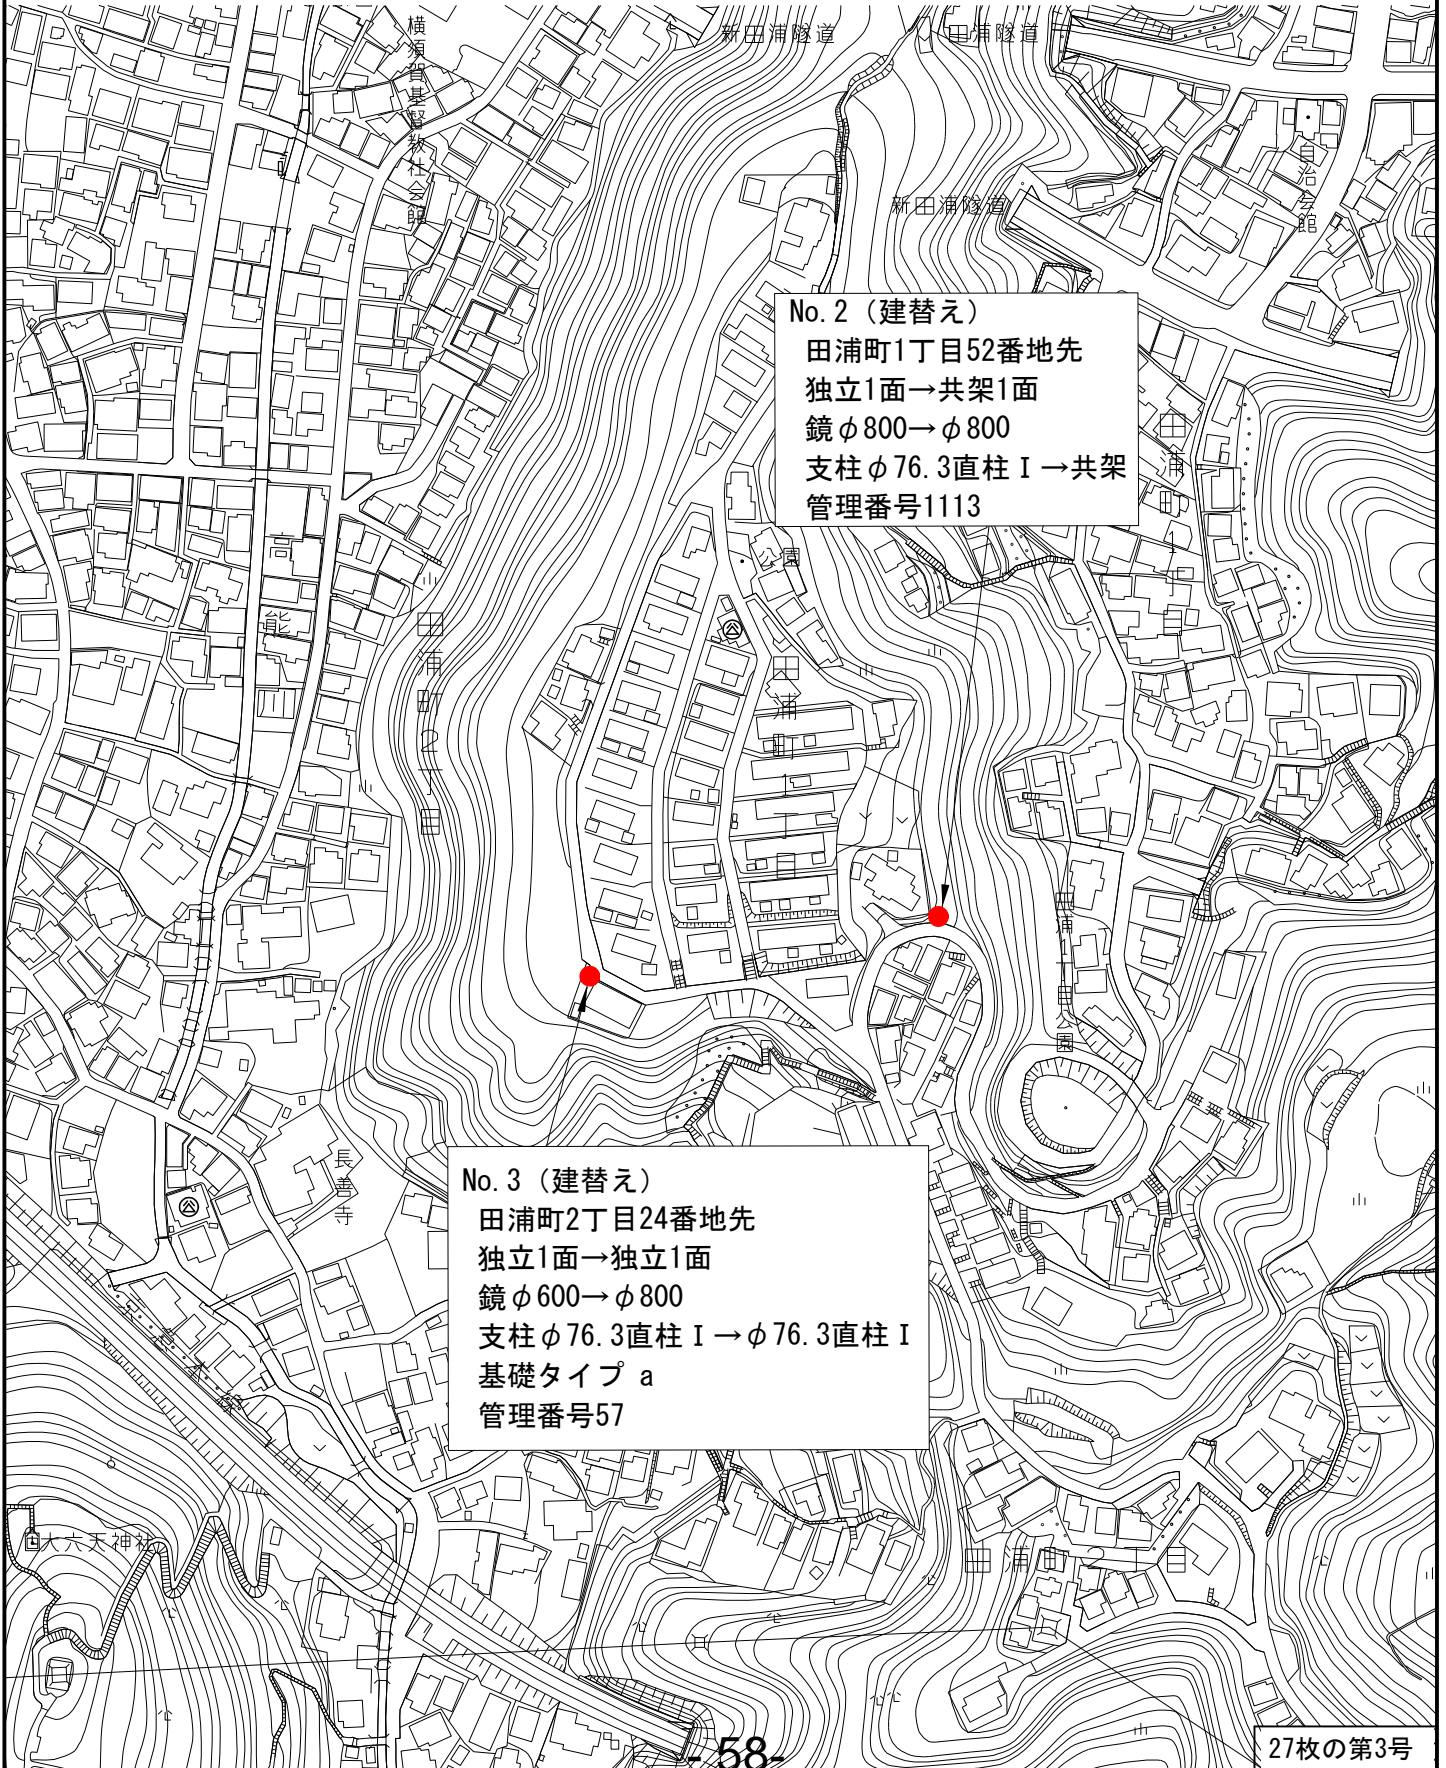 新田浦隧道
田浦隧道
横須賀基督教社会館
自治会館
新田浦隧道
No.2（建替え）
田浦町1丁目52番地先
独立1面→共架1面
鏡φ800→φ800
支柱φ76.3直柱Ⅰ→共架
管理番号1113
田浦町1丁目
公園
高熊川
田浦町2丁目
田浦町1丁目
田浦1丁目公園
No.3（建替え）
田浦町2丁目24番地先
独立1面→独立1面
鏡φ600→φ800
支柱φ76.3直柱Ⅰ→φ76.3直柱Ⅰ
基礎タイプ a
管理番号57
長善寺
京急本線
大六天神社
田浦町2丁目
-58-
27枚の第3号